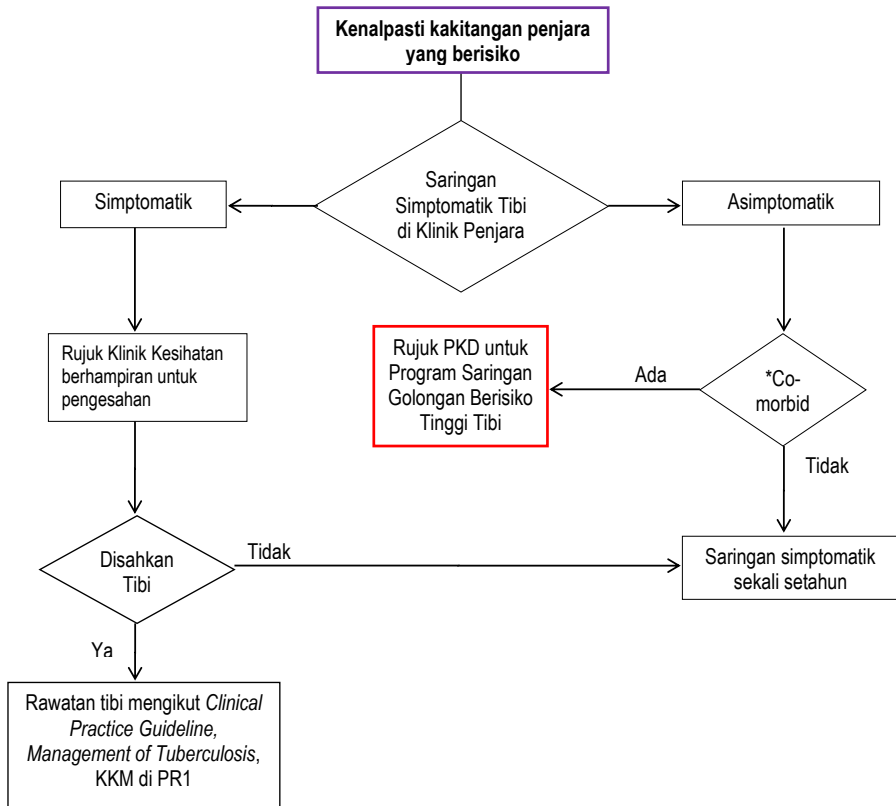 Kenalpasti kakitangan penjara
yang berisiko
Saringan
Simptomatik Tibi
di Klinik Penjara
Simptomatik
Asimptomatik
Rujuk Klinik Kesihatan
berhampiran untuk
pengesahan
Rujuk PKD untuk
Program Saringan
Golongan Berisiko
Tinggi Tibi
Ada
*Co-
morbid
Tidak
Disahkan
Tibi
Tidak
Saringan simptomatik
sekali setahun
Ya
Rawatan tibi mengikut Clinical
Practice Guideline,
Management of Tuberculosis,
KKM di PR1